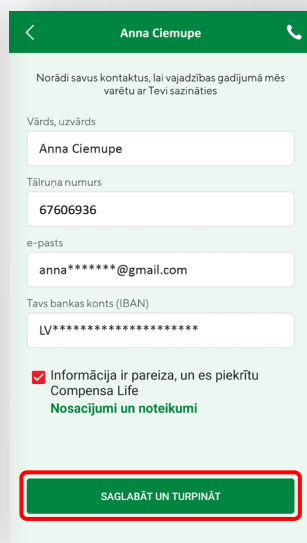 Anna Ciemupe
Norādi savus kontaktus, lai vajadzības gadījumā mēs
varētu ar Tevi sazināties
Vārds, uzvārds
Anna Ciemupe
Tālruņa numurs
67606936
e-pasts
anna*******@gmail.com
Tavs bankas konts (IBAN)
LV*********************
Informācija ir pareiza, un es piekrītu
Compensa Life
Nosacījumi un noteikumi
SAGLABĀT UN TURPINĀT